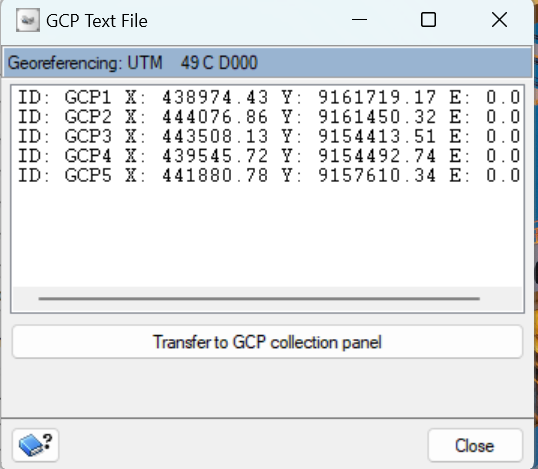 GCP Text File
Georeferencing: UTM    49 C D000
ID: GCP1 X: 438974.43 Y: 9161719.17 E: 0.0
ID: GCP2 X: 444076.86 Y: 9161450.32 E: 0.0
ID: GCP3 X: 443508.13 Y: 9154413.51 E: 0.0
ID: GCP4 X: 439545.72 Y: 9154492.74 E: 0.0
ID: GCP5 X: 441880.78 Y: 9157610.34 E: 0.0
Transfer to GCP collection panel
?
Close